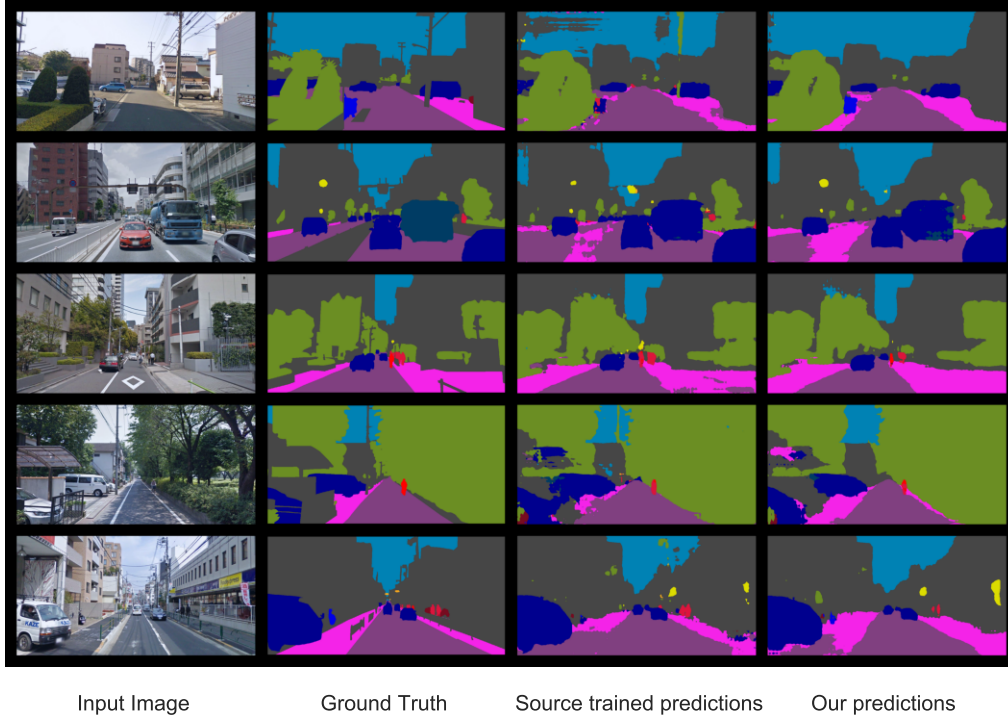 Input Image
Ground Truth
Source trained predictions
Our predictions